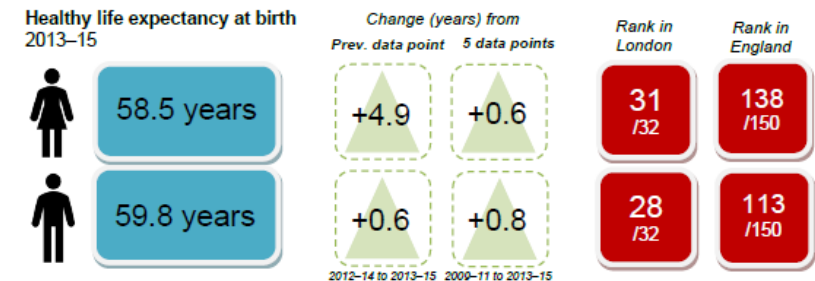 Healthy life expectancy at birth
2013–15
Change (years) from
Prev. data point 5 data points
Rank in
London
Rank in
England
58.5 years
+4.9
+0.6
31
/32
138
/150
59.8 years
+0.6
+0.8
28
/32
113
/150
2012–14 to 2013–15 2009–11 to 2013–15